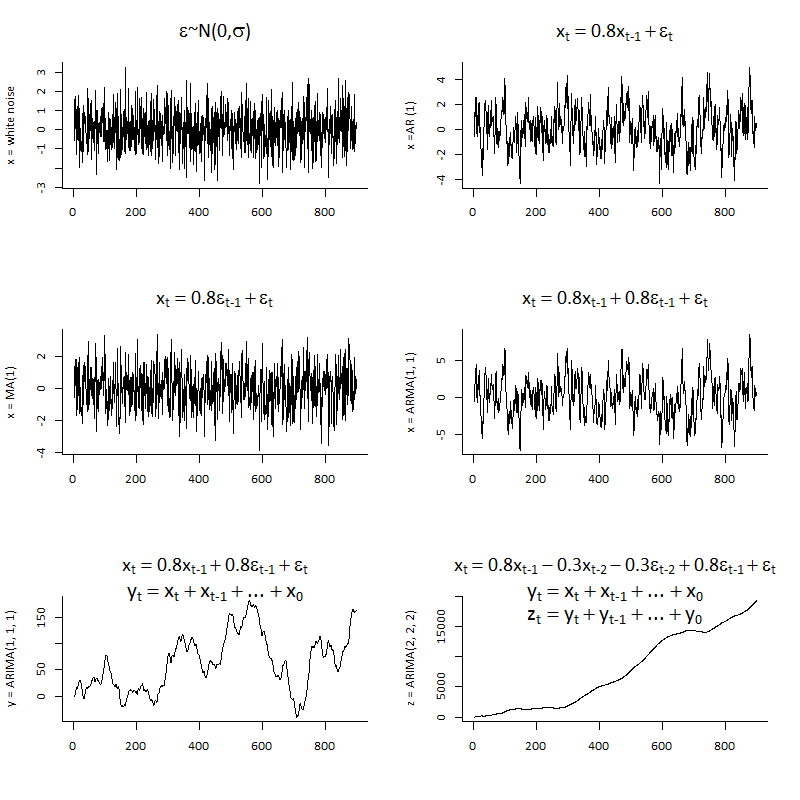 ε~N(0,σ)
x = white noise
3
2
1
0
-1
-3
0 200 400 600 800
xₜ = 0.8xₜ₋₁ + εₜ
x =AR (1)
4
2
0
-2
-4
0 200 400 600 800
xₜ = 0.8εₜ₋₁ + εₜ
x = MA(1)
2
0
-2
-4
0 200 400 600 800
xₜ = 0.8xₜ₋₁ + 0.8εₜ₋₁ + εₜ
x = ARMA(1, 1)
5
0
-5
0 200 400 600 800
xₜ = 0.8xₜ₋₁ + 0.8εₜ₋₁ + εₜ
yₜ = xₜ + xₜ₋₁ + ... + x₀
y = ARIMA(1, 1, 1)
150
50
0
0 200 400 600 800
xₜ = 0.8xₜ₋₁ − 0.3xₜ₋₂ − 0.3εₜ₋₂ + 0.8εₜ₋₁ + εₜ
yₜ = xₜ + xₜ₋₁ + ... + x₀
zₜ = yₜ + yₜ₋₁ + ... + y₀
z = ARIMA(2, 2, 2)
15000
5000
0
0 200 400 600 800